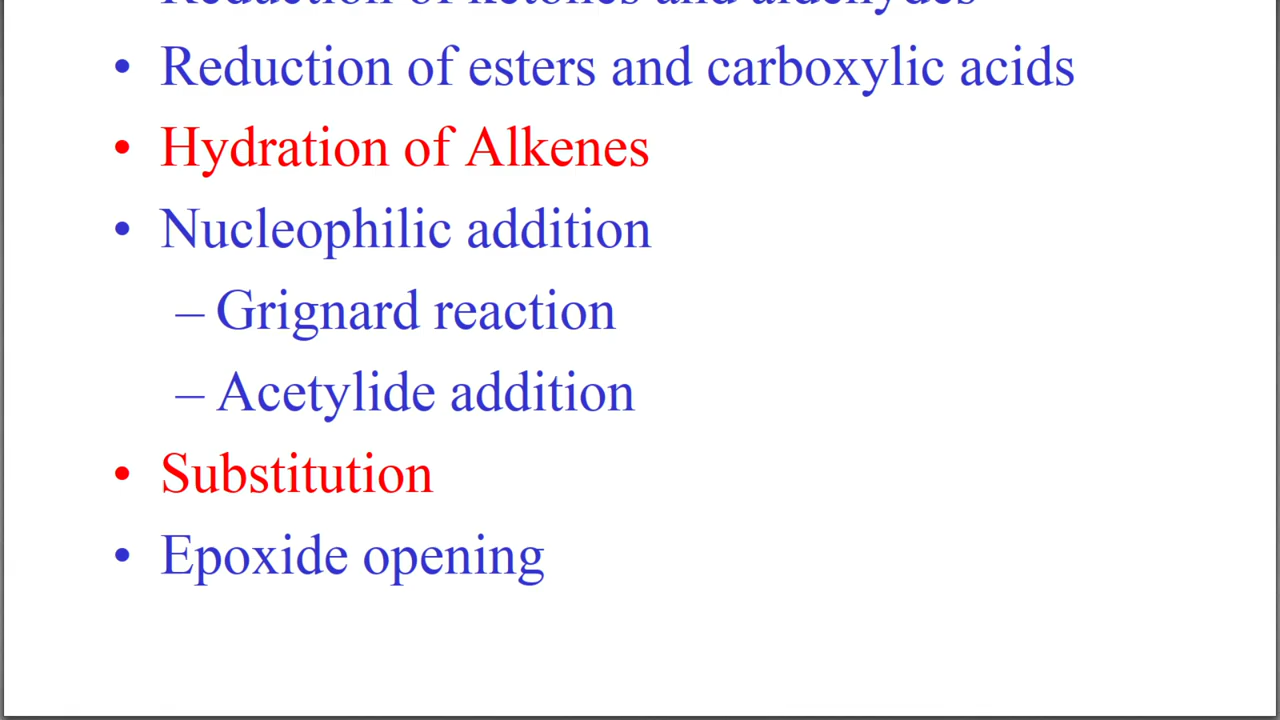 Reduction of ketones and aldehydes
• Reduction of esters and carboxylic acids
• Hydration of Alkenes
• Nucleophilic addition
– Grignard reaction
– Acetylide addition
• Substitution
• Epoxide opening